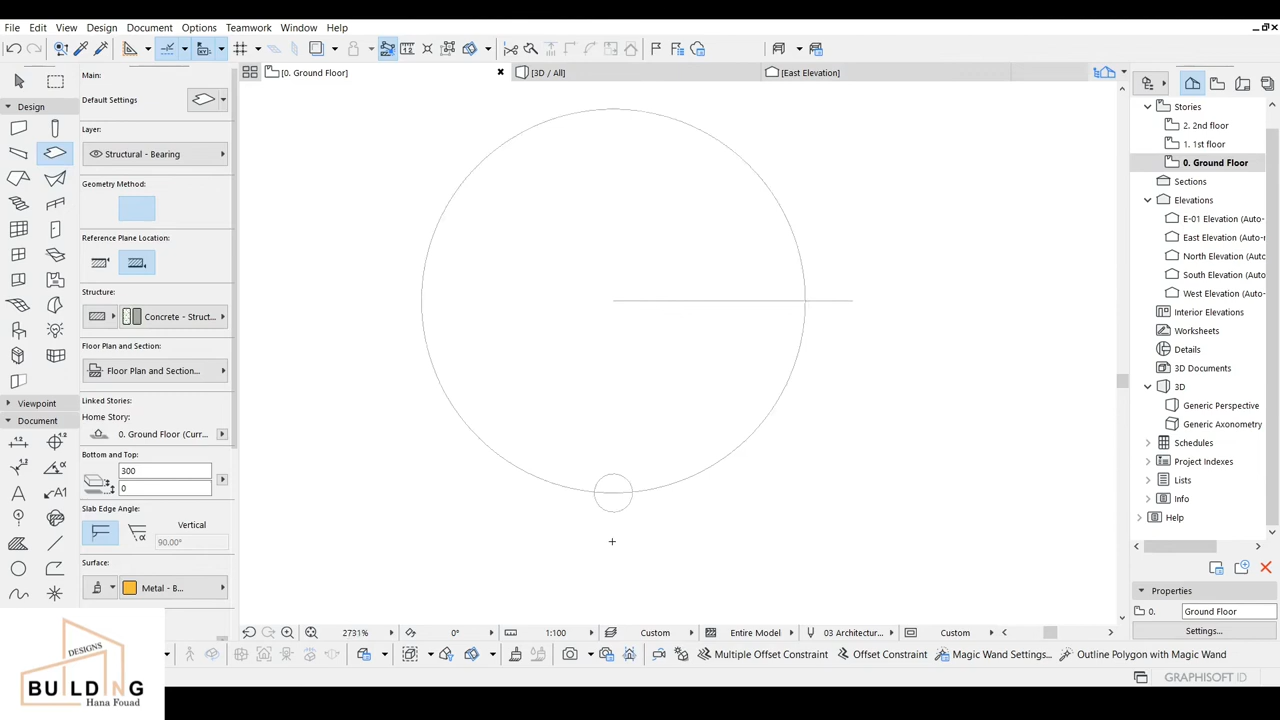 File Edit View Design Document Options Teamwork Window Help
[0. Ground Floor]
[3D / All]
[East Elevation]
Main:
Default Settings
Layer:
Structural - Bearing
Geometry Method:
Reference Plane Location:
Structure:
Concrete - Struct...
Floor Plan and Section:
Floor Plan and Section...
Linked Stories:
Home Story:
0. Ground Floor (Curr...
Bottom and Top:
300
0
Slab Edge Angle:
Vertical
90.00°
Surface:
Metal - B...
Design
Viewpoint
Document
Stories
2. 2nd floor
1. 1st floor
0. Ground Floor
Sections
Elevations
E-01 Elevation (Auto-
East Elevation (Auto-
North Elevation (Auto
South Elevation (Auto
West Elevation (Auto-
Interior Elevations
Worksheets
Details
3D Documents
3D
Generic Perspective
Generic Axonometry
Schedules
Project Indexes
Lists
Info
Help
Properties
0.
Ground Floor
Settings...
2731%
0°
1:100
Custom
Entire Model
03 Architectur...
Custom
Multiple Offset Constraint
Offset Constraint
Magic Wand Settings...
Outline Polygon with Magic Wand
GRAPHISOFT ID
DESIGNS
BUILDING
Hana Fouad